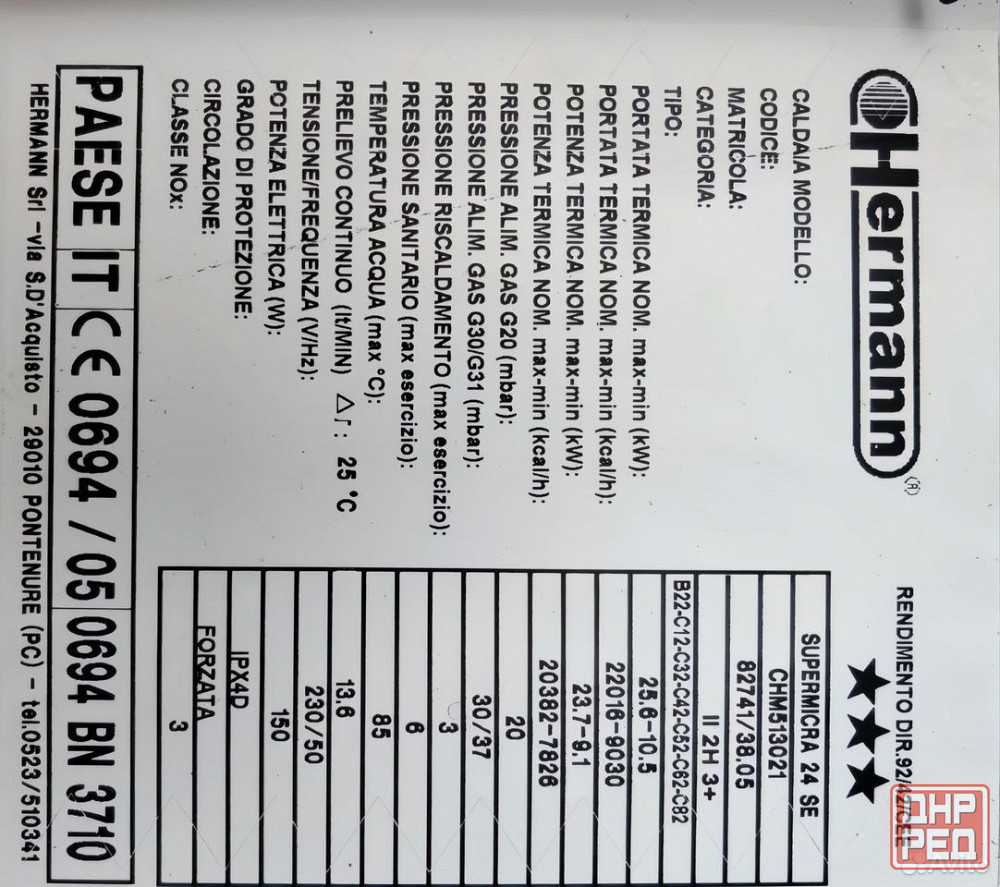 Hermann (R)
RENDIMENTO DIR.92/42/CEE
★★★
CALDAIA MODELLO: SUPERMICRA 24 SE
CODICE: CHM513021
MATRICOLA: 82741/38.05
CATEGORIA: II 2H 3+
TIPO: B22-C12-C32-C42-C52-C62-C82
PORTATA TERMICA NOM. max-min (kW): 25.6-10.5
PORTATA TERMICA NOM. max-min (kcal/h): 22016-9030
POTENZA TERMICA NOM. max-min (kW): 23.7-9.1
POTENZA TERMICA NOM. max-min (kcal/h): 20382-7826
PRESSIONE ALIM. GAS G20 (mbar): 20
PRESSIONE ALIM. GAS G30/G31 (mbar): 30/37
PRESSIONE RISCALDAMENTO (max esercizio): 3
PRESSIONE SANITARIO (max esercizio): 6
TEMPERATURA ACQUA (max °C): 85
PRELIEVO CONTINUO (lt/MIN) △r: 25 °C 13.6
TENSIONE/FREQUENZA (V/Hz): 230/50
POTENZA ELETTRICA (W): 150
GRADO DI PROTEZIONE: IPX4D
CIRCOLAZIONE: FORZATA
CLASSE NOx: 3
PAESE IT CE 0694 / 05 0694 BN 3710
HERMANN Srl -via S.D'Acquisto - 29010 PONTENURE (PC) - tel.0523/510341
ДНР
РЕД
Avito